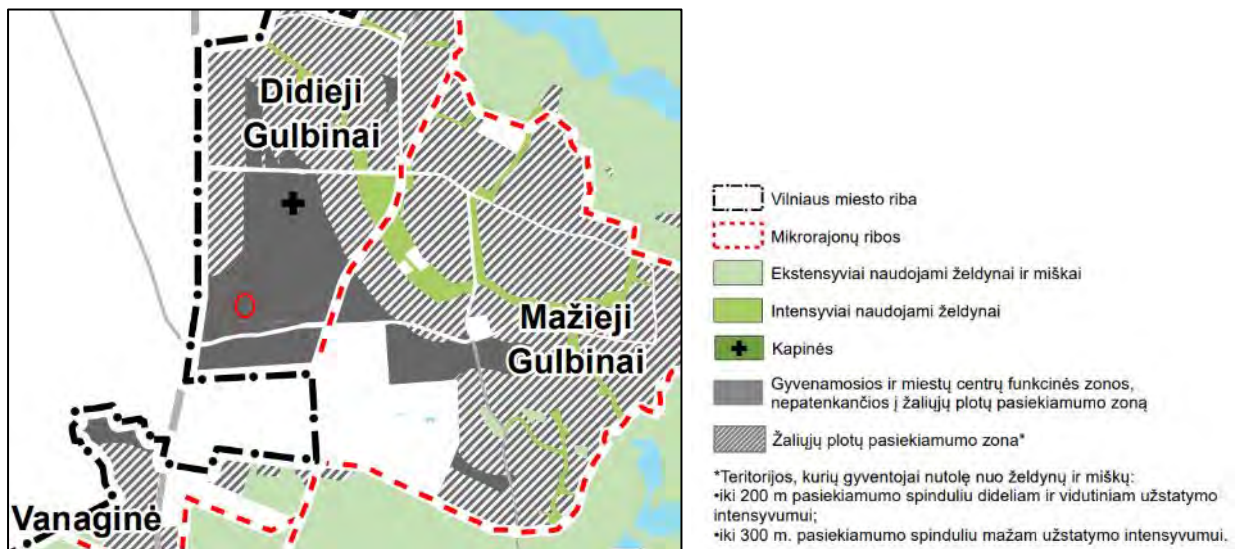 Didieji
Gulbinai
Mažieji
Gulbinai
Vanaginė
Vilniaus miesto riba
Mikrorajonų ribos
Ekstensyviai naudojami želdynai ir miškai
Intensyviai naudojami želdynai
Kapinės
Gyvenamosios ir miestų centrų funkcinės zonos,
nepatenkančios į žaliųjų plotų pasiekiamumo zoną
Žaliųjų plotų pasiekiamumo zona*
*Teritorijos, kurių gyventojai nutolę nuo želdynų ir miškų:
•iki 200 m pasiekiamumo spinduliu dideliam ir vidutiniam užstatymo
intensyvumui;
•iki 300 m. pasiekiamumo spinduliu mažam užstatymo intensyvumui.